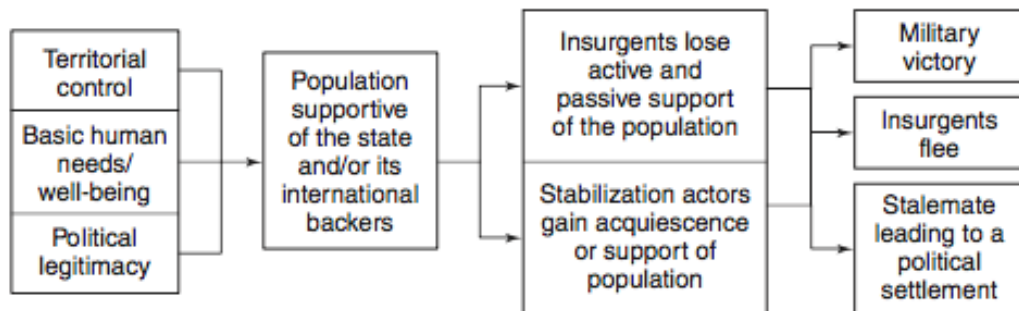 Territorial
control
Basic human
needs/
well-being
Political
legitimacy
Population
supportive
of the state
and/or its
international
backers
Insurgents lose
active and
passive support
of the population
Stabilization actors
gain acquiescence
or support of
population
Military
victory
Insurgents
flee
Stalemate
leading to a
political
settlement